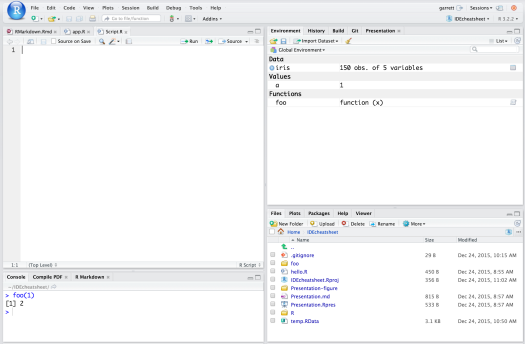 R File Edit Code View Plots Session Build Debug Tools Help garrett Sessions
Go to file/function Addins IDEcheatsheet R 3.2.2
RMarkdown.Rmd × app.R × Script.R ×
Source on Save Run Source
1
1:1 (Top Level) R Script
Console Compile PDF × R Markdown ×
~/IDEcheatsheet/
> foo(1)
[1] 2
>
Environment History Build Git Presentation ×
Import Dataset List
Global Environment
Data
iris 150 obs. of 5 variables
Values
a 1
Functions
foo function (x)
Files Plots Packages Help Viewer
New Folder Upload Delete Rename More
Home IDEcheatsheet
Name Size Modified
..
.gitignore 29 B Dec 24, 2015, 10:15 AM
foo
hello.R 450 B Dec 24, 2015, 8:55 AM
IDEcheatsheet.Rproj 356 B Dec 24, 2015, 11:02 AM
Presentation-figure
Presentation.md 815 B Dec 24, 2015, 8:57 AM
Presentation.Rpres 533 B Dec 24, 2015, 8:57 AM
R
temp.RData 3.1 KB Dec 24, 2015, 10:50 AM